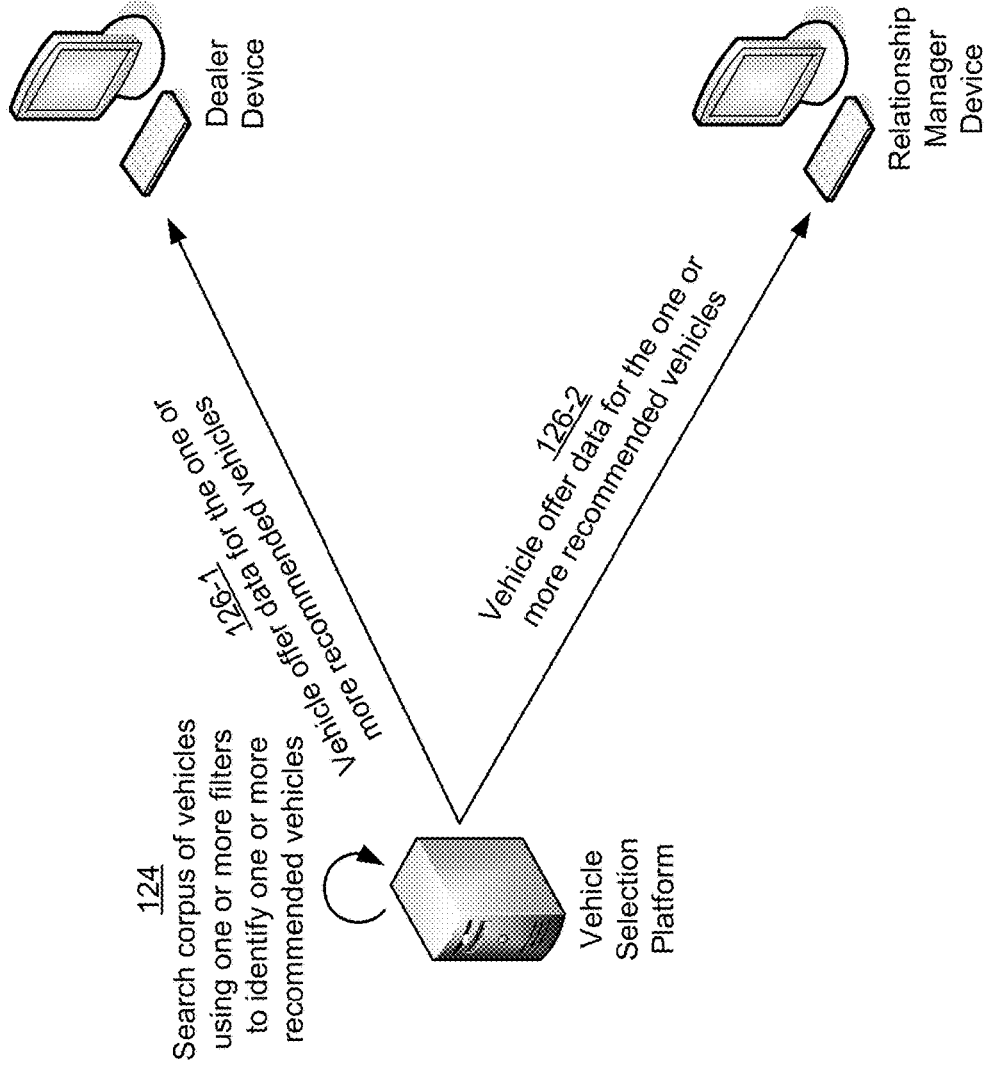 124
Search corpus of vehicles
using one or more filters
to identify one or more
recommended vehicles
Vehicle
Selection
Platform
126-1
Vehicle offer data for the one or
more recommended vehicles
Dealer
Device
126-2
Vehicle offer data for the one or
more recommended vehicles
Relationship
Manager
Device